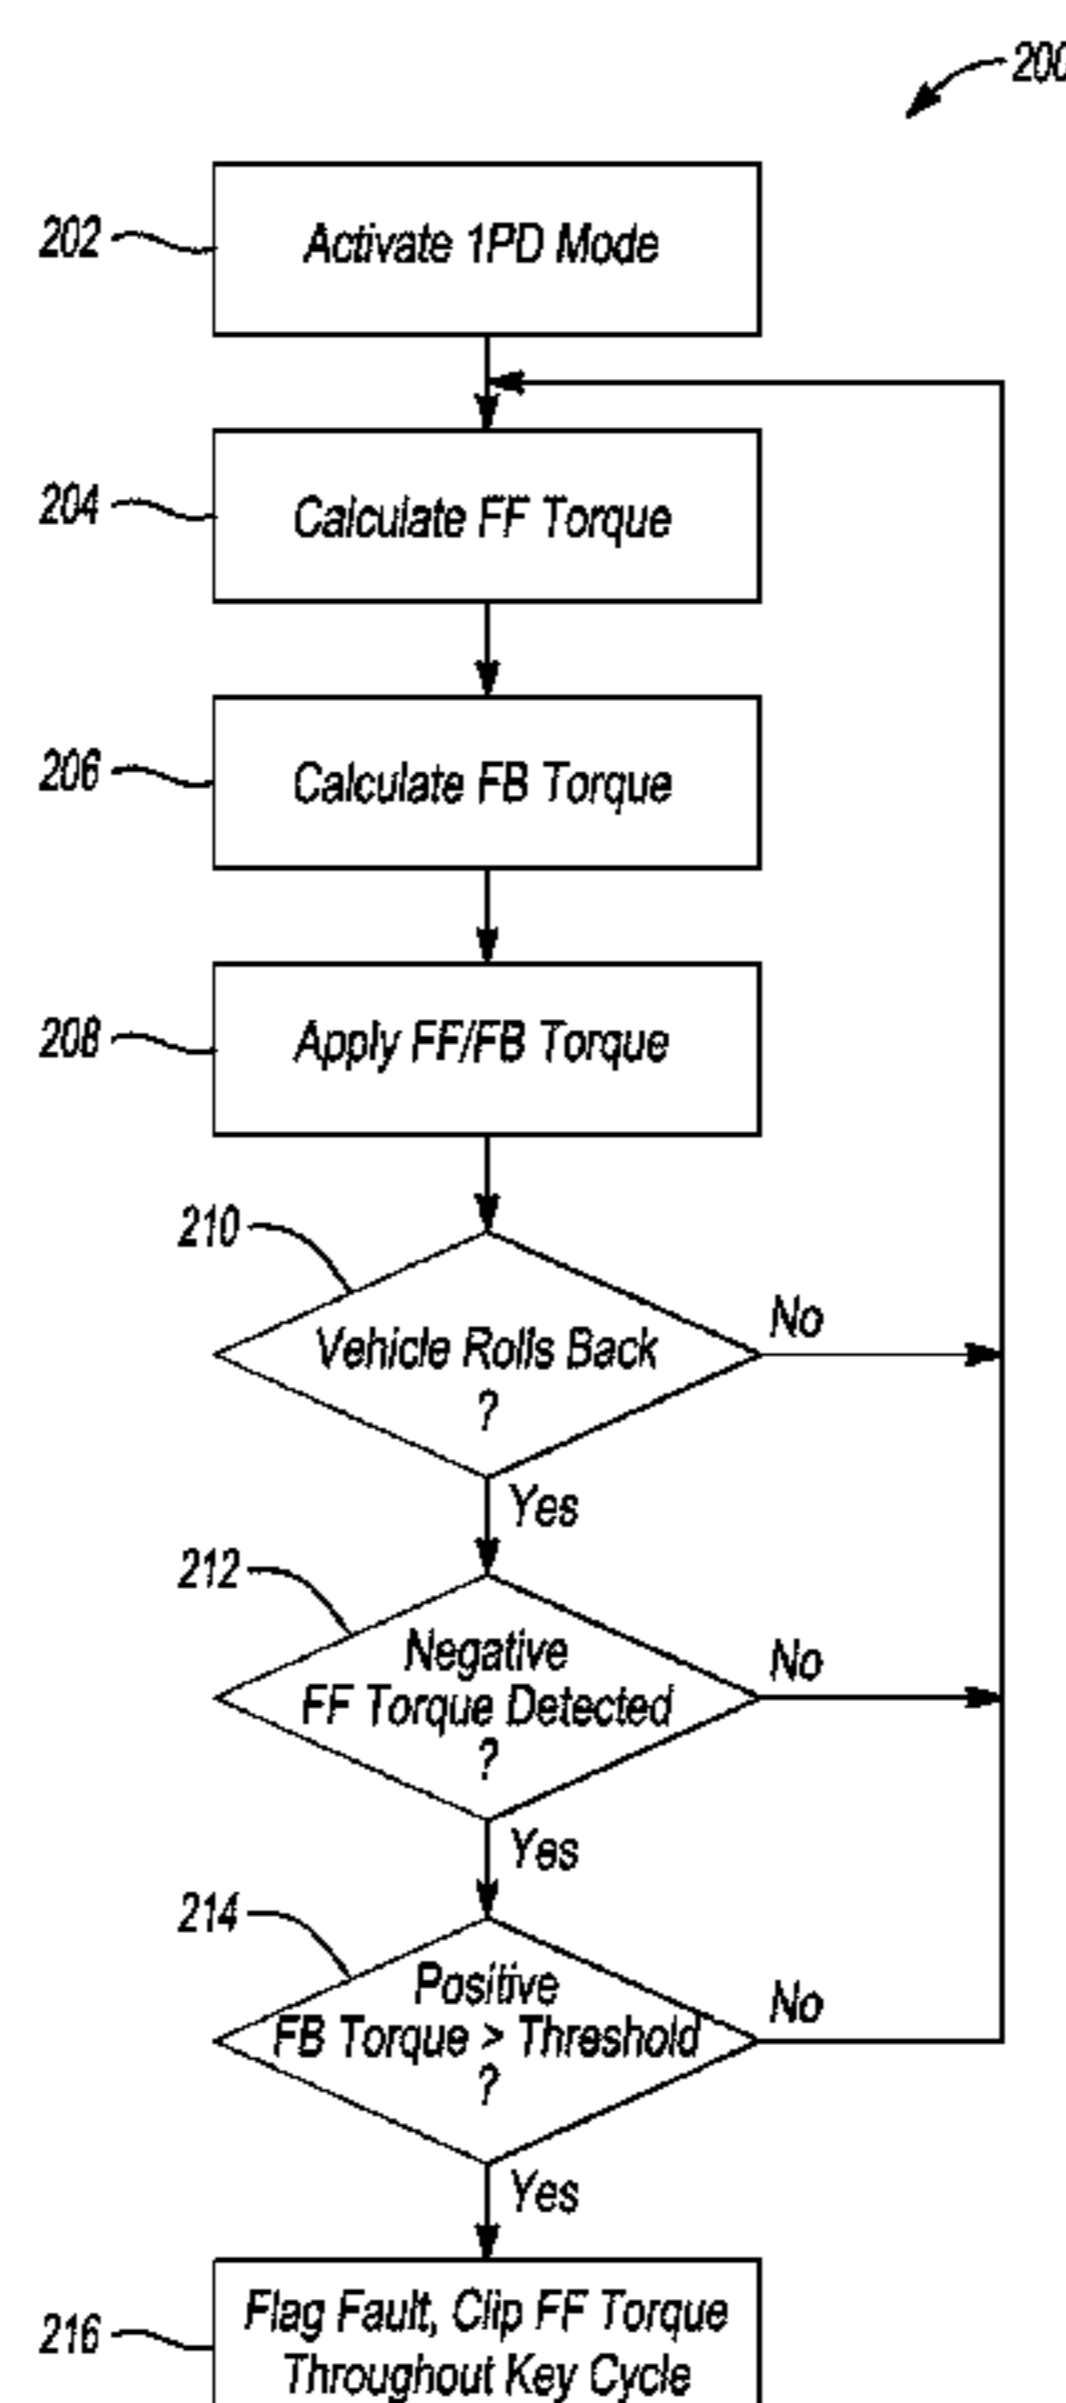 200
202
Activate 1PD Mode
204
Calculate FF Torque
206
Calculate FB Torque
208
Apply FF/FB Torque
210
Vehicle Rolls Back
?
No
Yes
212
Negative
FF Torque Detected
?
No
Yes
214
Positive
FB Torque > Threshold
?
No
Yes
216
Flag Fault, Clip FF Torque
Throughout Key Cycle